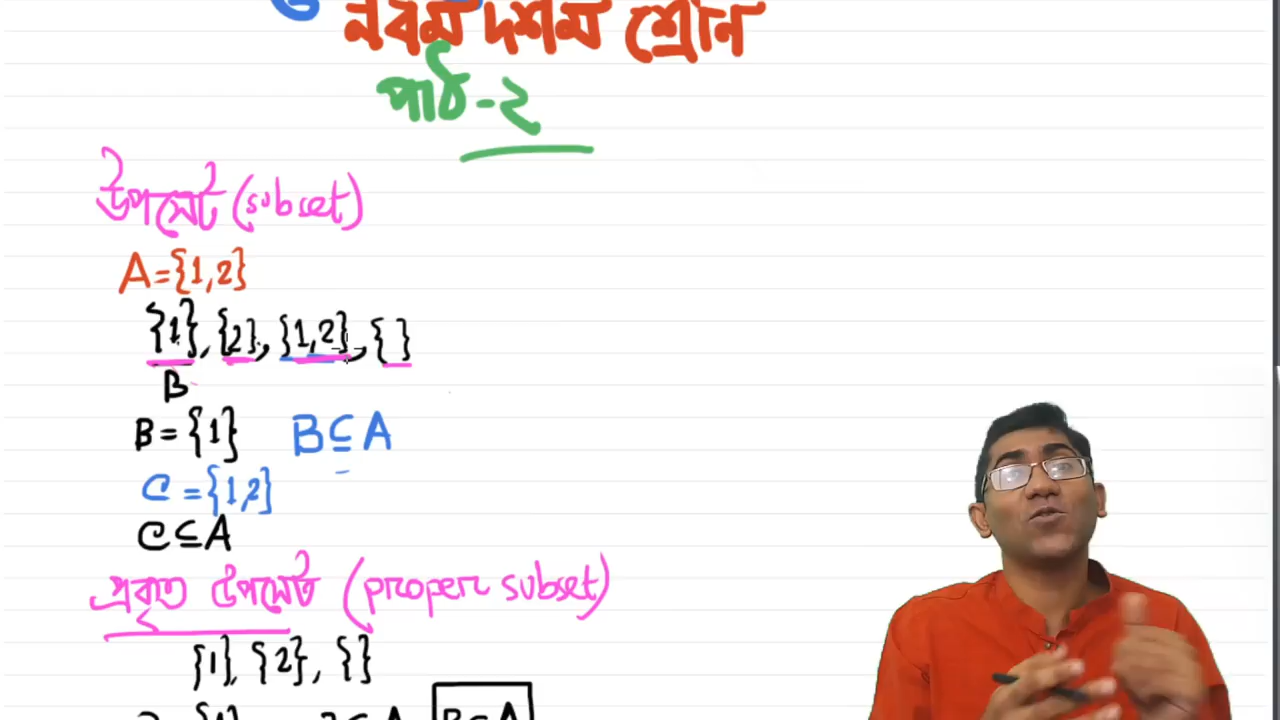 নবম দশম শ্রেনি
পাঠ-২
উপসেট (subset)
A={1,2}
{1}, {2}, {1,2}, { }
B
B = {1} B⊆A
C = {1,2}
C⊆A
প্রকৃত উপসেট (proper subset)
{1}, {2}, { }